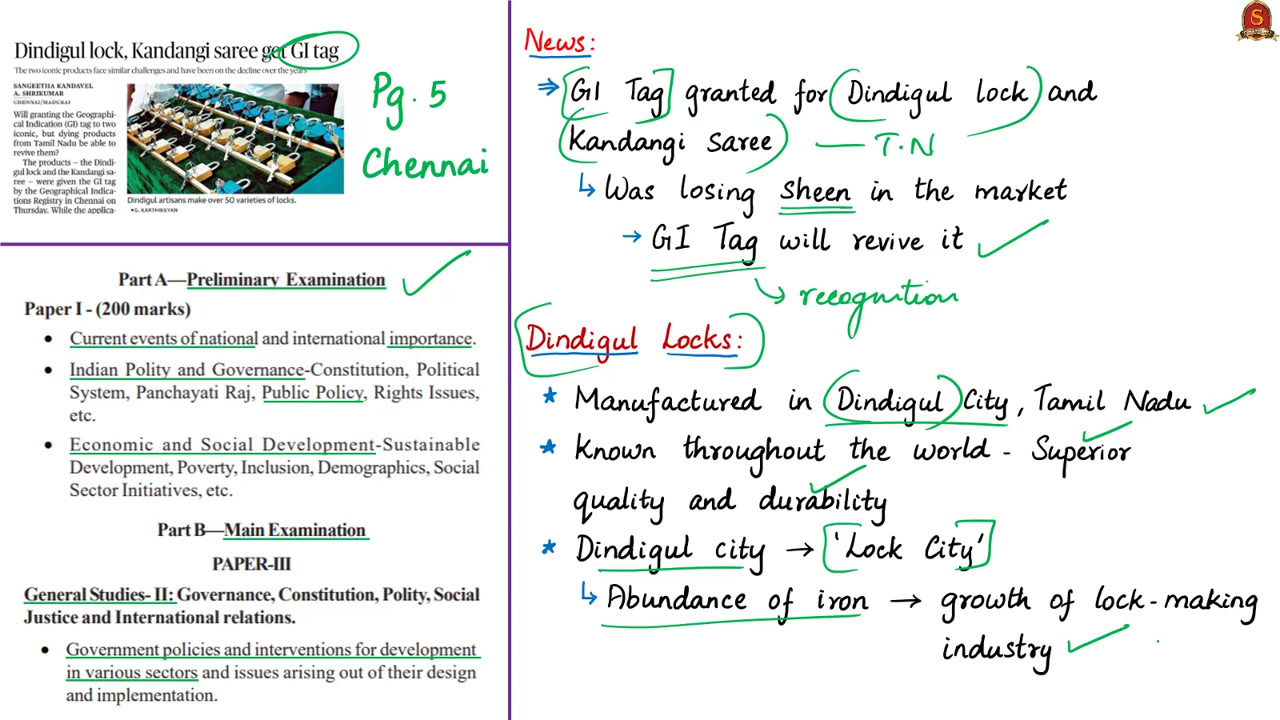 Dindigul lock, Kandangi saree get GI tag
The two iconic products face similar challenges and have been on the decline over the years
SANGEETHA KANDAVEL
A. SHRIKUMAR
CHENNAI/MADURAI
Will granting the Geographi-
cal Indication (GI) tag to two
iconic, but dying products
from Tamil Nadu be able to
revive them?
The products – the Dindi-
gul lock and the Kandangi sa-
ree – were given the GI tag
by the Geographical Indica-
tions Registry in Chennai on
Thursday. While the applica-
Dindigul artisans make over 50 varieties of locks.
G. KARTHIKEYAN
Pg. 5
Chennai
Part A—Preliminary Examination
Paper I - (200 marks)
• Current events of national and international importance.
• Indian Polity and Governance-Constitution, Political
System, Panchayati Raj, Public Policy, Rights Issues,
etc.
• Economic and Social Development-Sustainable
Development, Poverty, Inclusion, Demographics, Social
Sector Initiatives, etc.
Part B—Main Examination
PAPER-III
General Studies- II: Governance, Constitution, Polity, Social
Justice and International relations.
• Government policies and interventions for development
in various sectors and issues arising out of their design
and implementation.
News:
⇒ [GI Tag] granted for (Dindigul lock) and
(Kandangi Saree) — T.N
↳ Was losing sheen in the market
→ GI Tag will revive it ✓
recognition
[Dindigul Locks:]
* Manufactured in (Dindigul) City, Tamil Nadu ✓
* Known throughout the world - Superior
quality and durability
* Dindigul city → ['Lock City']
↳ Abundance of iron → growth of lock-making
industry ✓
S